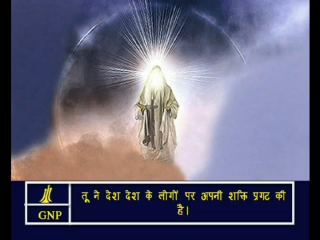 तू ने देश देश के लोगों पर अपनी शक्ति प्रगट की
है।
GNP